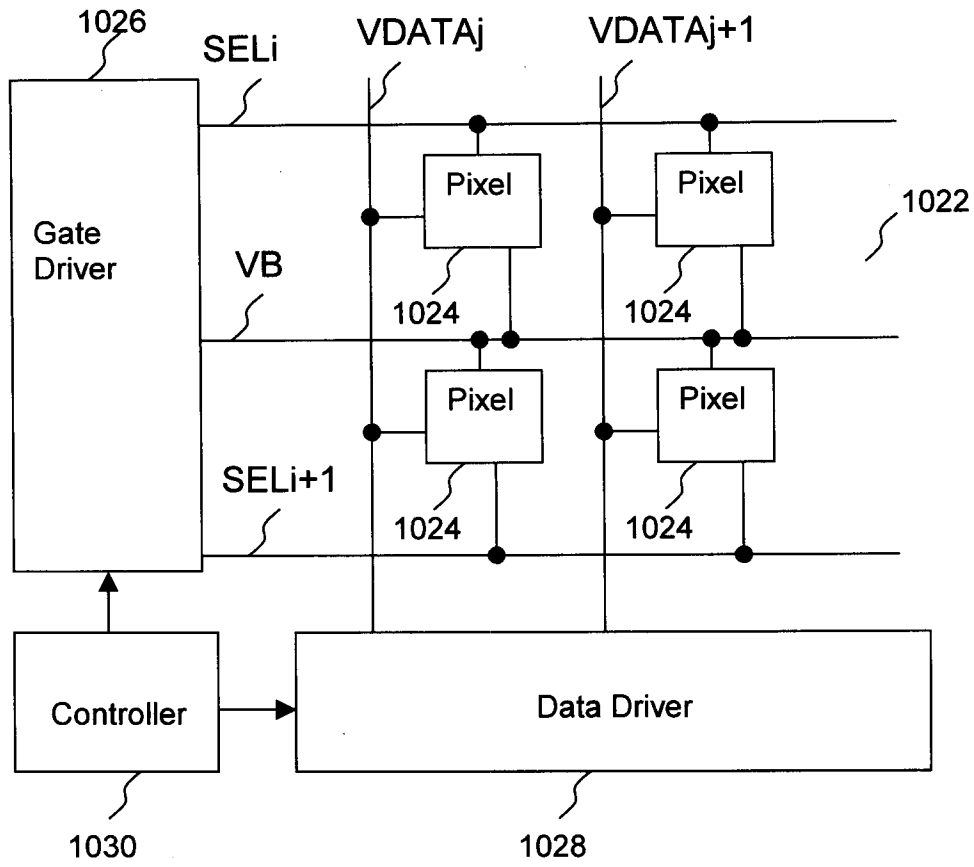 1026
SELi
VDATAj
VDATAj+1
Pixel
Pixel
1022
Gate
Driver
VB
1024
1024
Pixel
Pixel
SELi+1
1024
1024
Controller
Data Driver
1030
1028